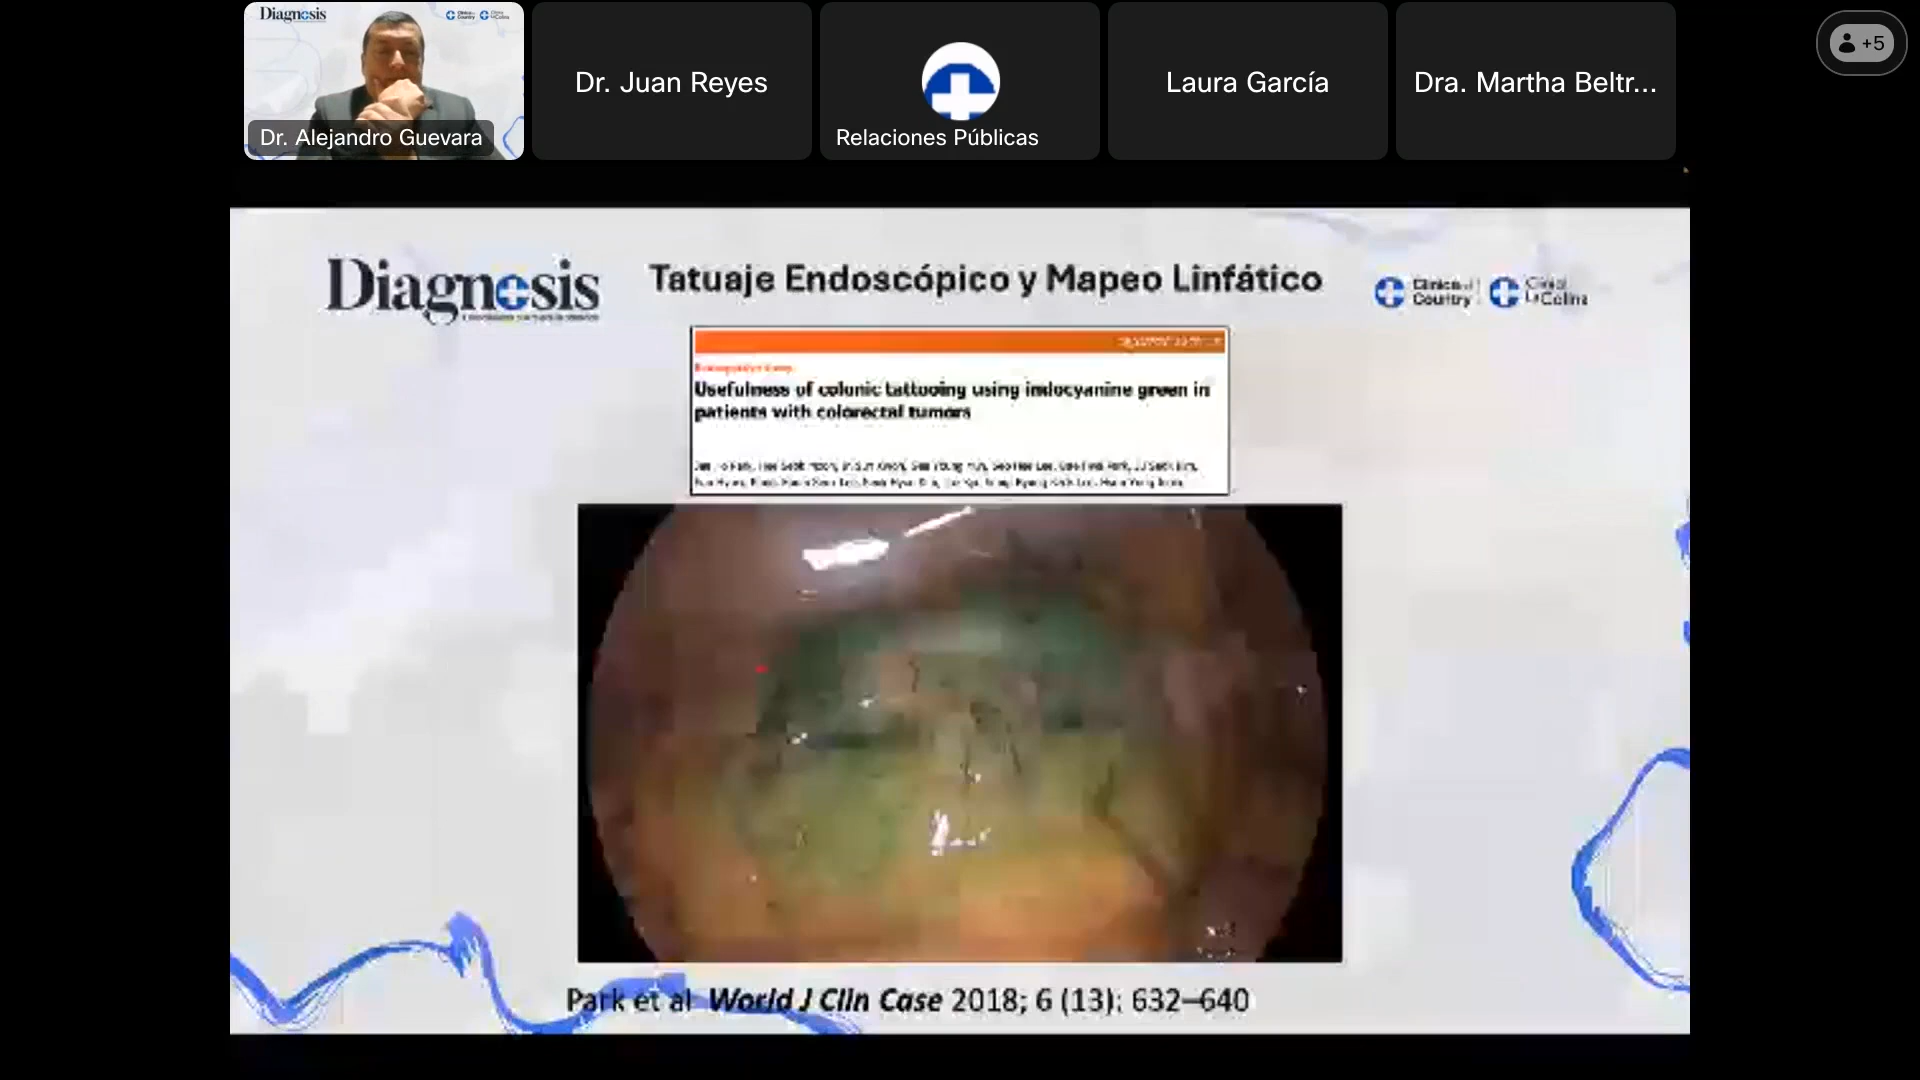 Diagnosis
Dr. Alejandro Guevara
Dr. Juan Reyes
Relaciones Públicas
Laura García
Dra. Martha Beltr...
+5
Diagnosis
Tatuaje Endoscópico y Mapeo Linfático
Clínica
Country
La Colina
Usefulness of colonic tattooing using indocyanine green in
patients with colorectal tumors
Park et al World J Clin Case 2018; 6 (13): 632–640